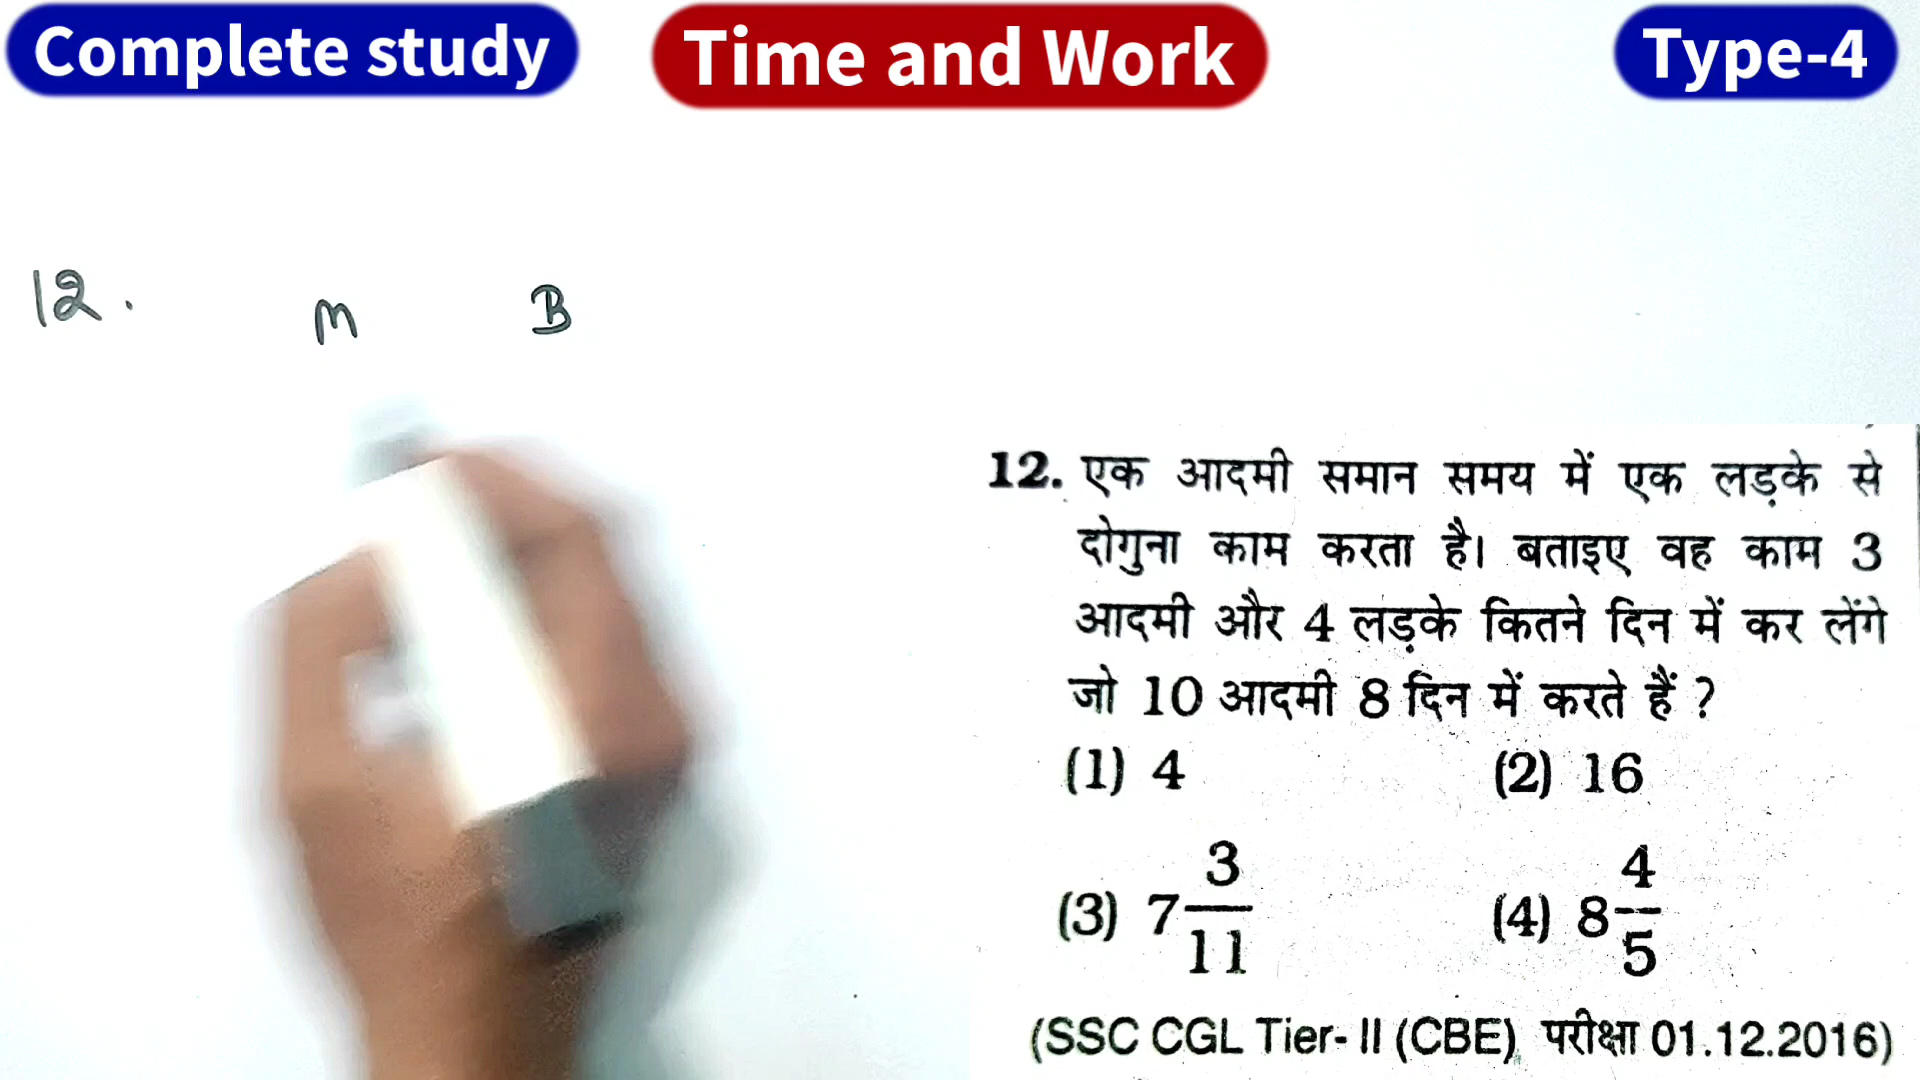 Complete study
Time and Work
Type-4
12. M B
12. एक आदमी समान समय में एक लड़के से
दोगुना काम करता है। बताइए वह काम 3
आदमी और 4 लड़के कितने दिन में कर लेंगे
जो 10 आदमी 8 दिन में करते हैं ?
(1) 4 (2) 16
(3) 7 3/11 (4) 8 4/5
(SSC CGL Tier- II (CBE) परीक्षा 01.12.2016)